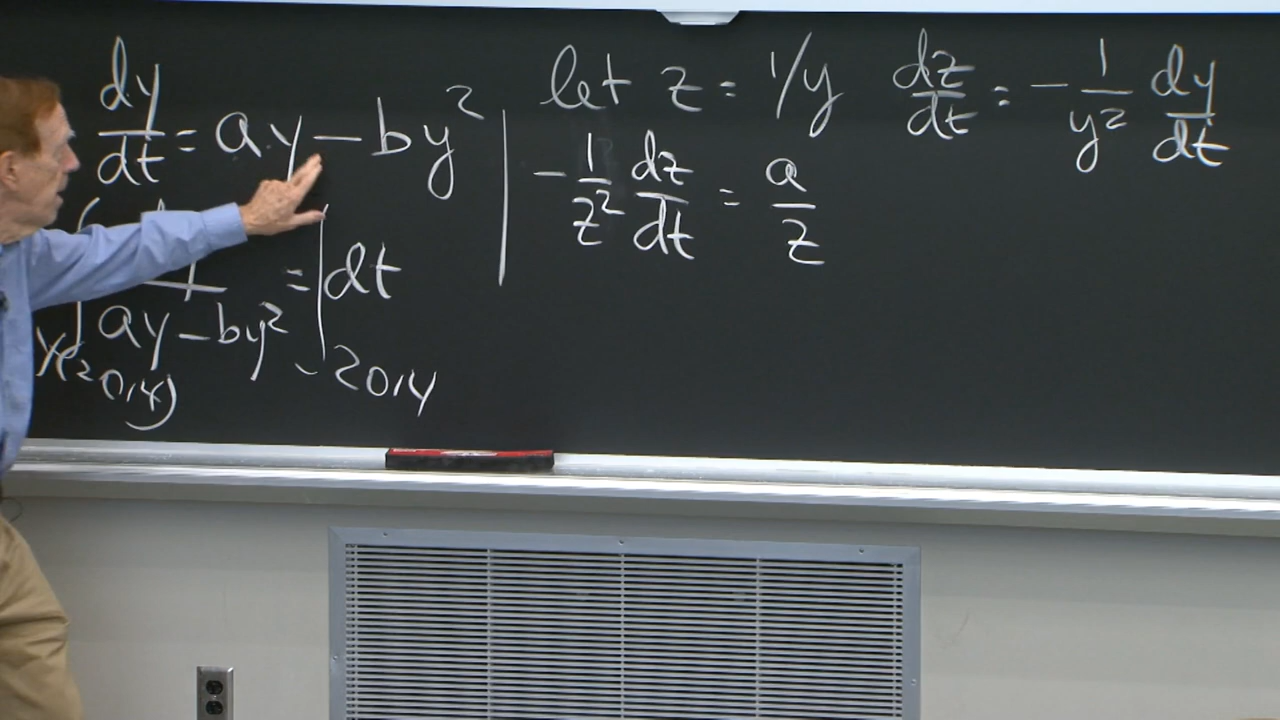 dy/dt = ay - by²
∫ / ay - by² = ∫ dt
y(2014)
2014
let z = 1/y   dz/dt = - 1/y² dy/dt
- 1/z² dz/dt = a/z